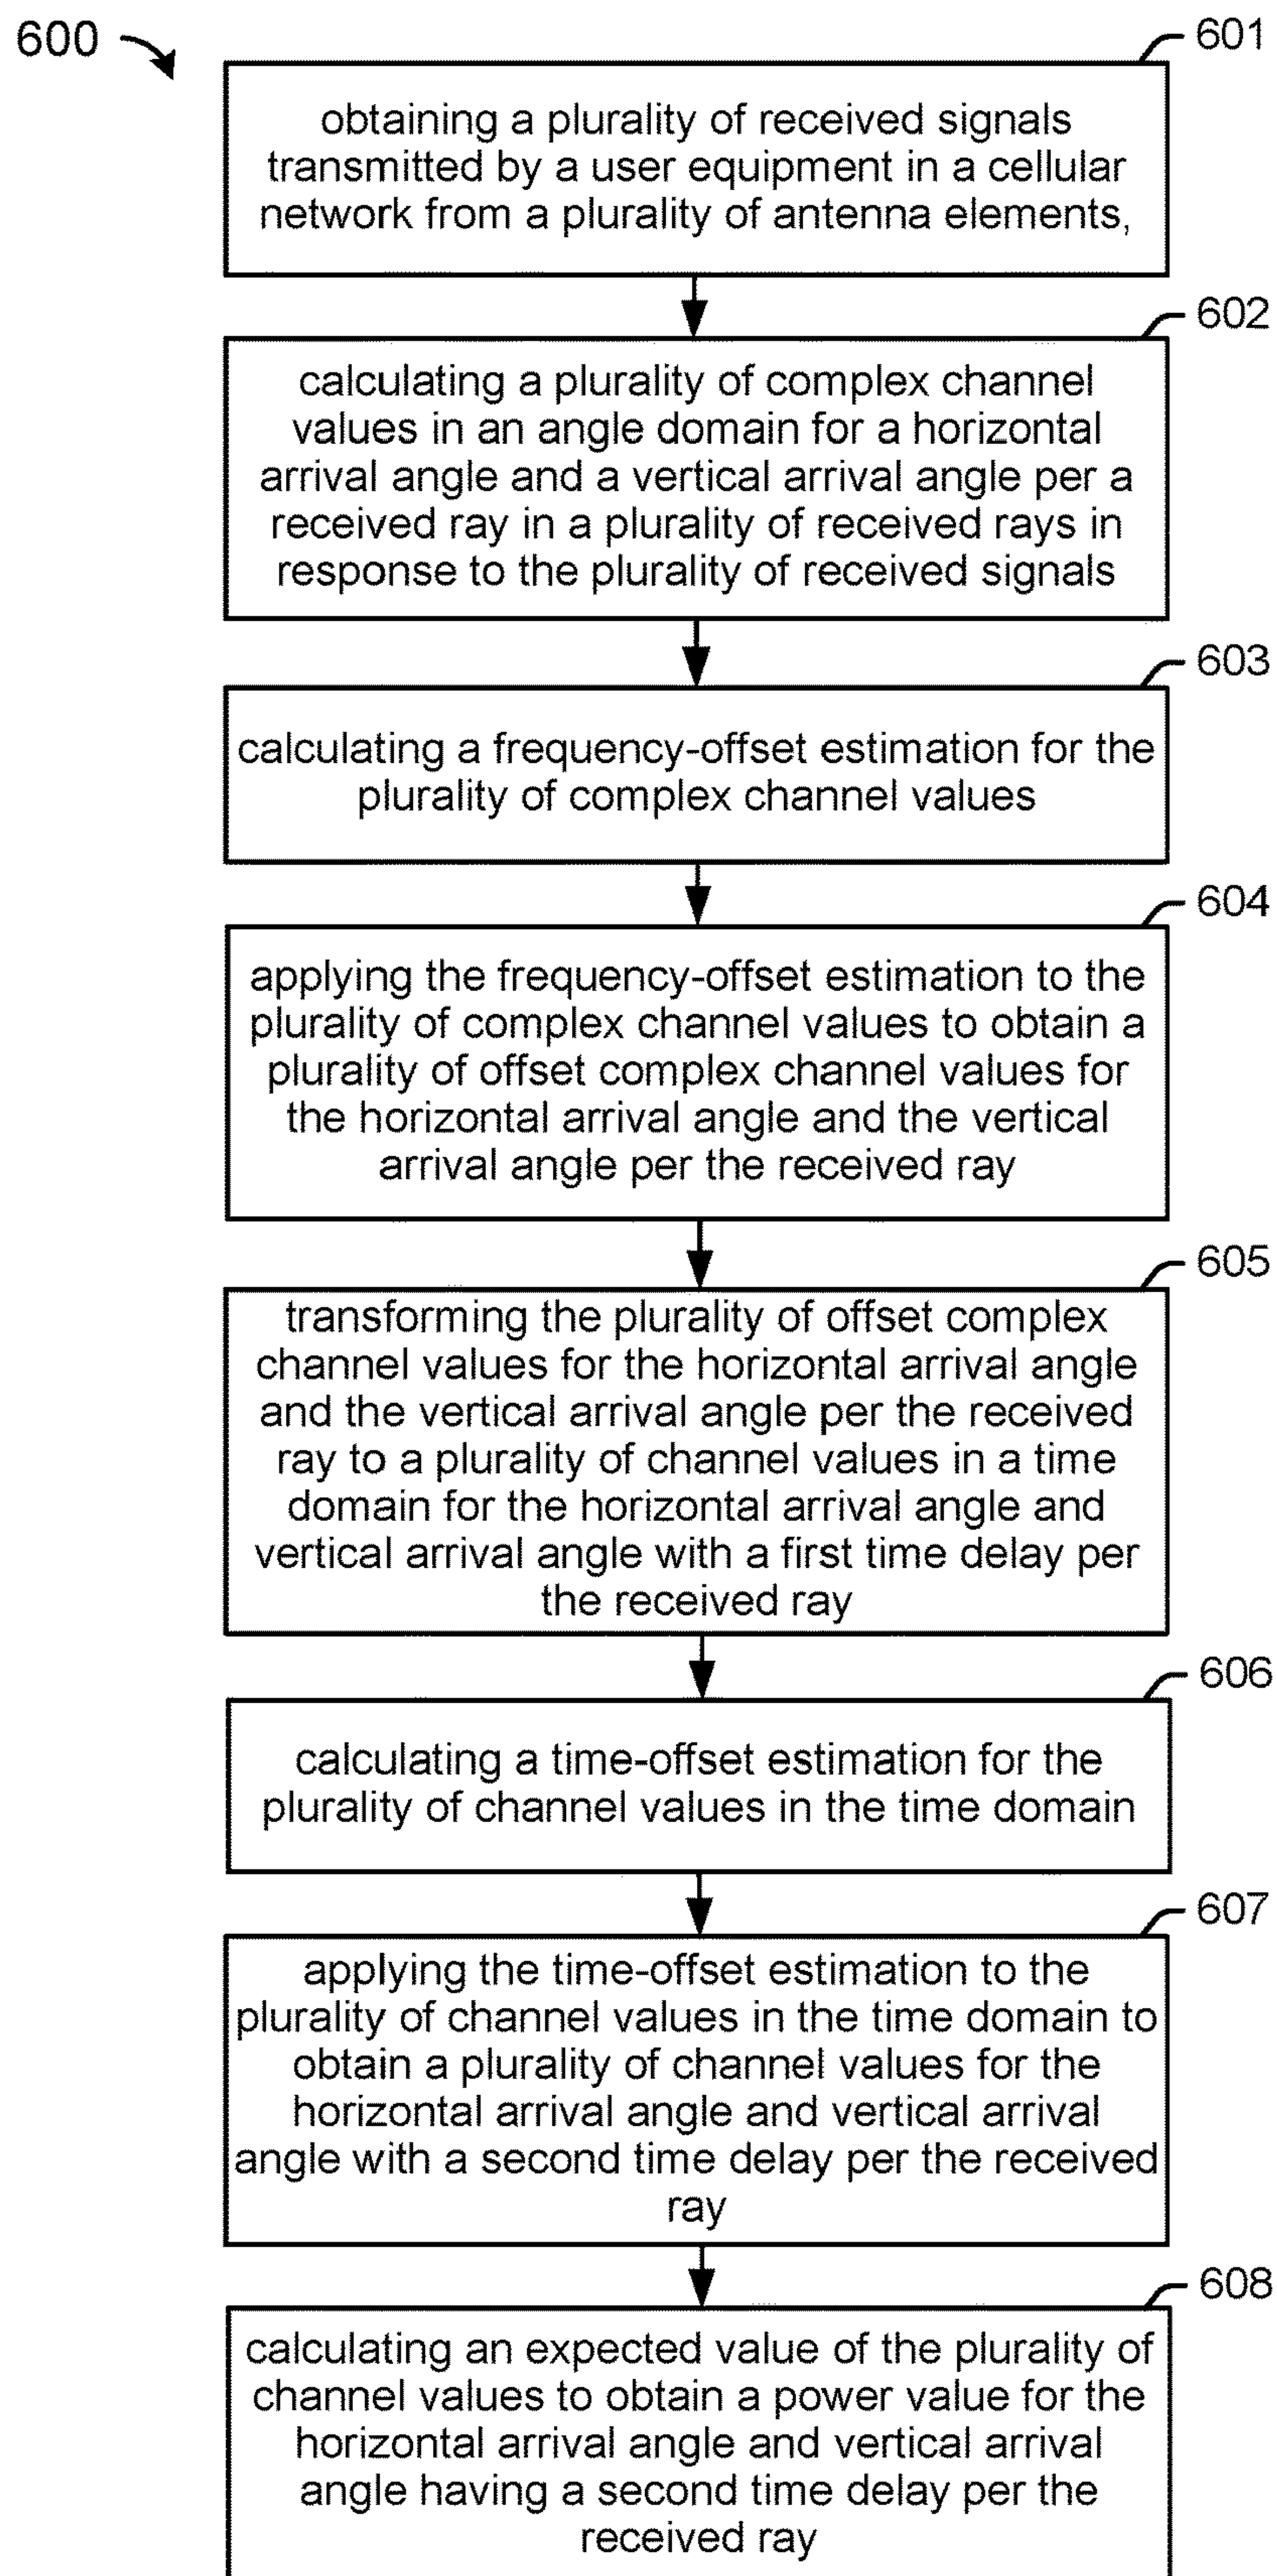 600
601
obtaining a plurality of received signals
transmitted by a user equipment in a cellular
network from a plurality of antenna elements,
602
calculating a plurality of complex channel
values in an angle domain for a horizontal
arrival angle and a vertical arrival angle per a
received ray in a plurality of received rays in
response to the plurality of received signals
603
calculating a frequency-offset estimation for the
plurality of complex channel values
604
applying the frequency-offset estimation to the
plurality of complex channel values to obtain a
plurality of offset complex channel values for
the horizontal arrival angle and the vertical
arrival angle per the received ray
605
transforming the plurality of offset complex
channel values for the horizontal arrival angle
and the vertical arrival angle per the received
ray to a plurality of channel values in a time
domain for the horizontal arrival angle and
vertical arrival angle with a first time delay per
the received ray
606
calculating a time-offset estimation for the
plurality of channel values in the time domain
607
applying the time-offset estimation to the
plurality of channel values in the time domain to
obtain a plurality of channel values for the
horizontal arrival angle and vertical arrival
angle with a second time delay per the received
ray
608
calculating an expected value of the plurality of
channel values to obtain a power value for the
horizontal arrival angle and vertical arrival
angle having a second time delay per the
received ray